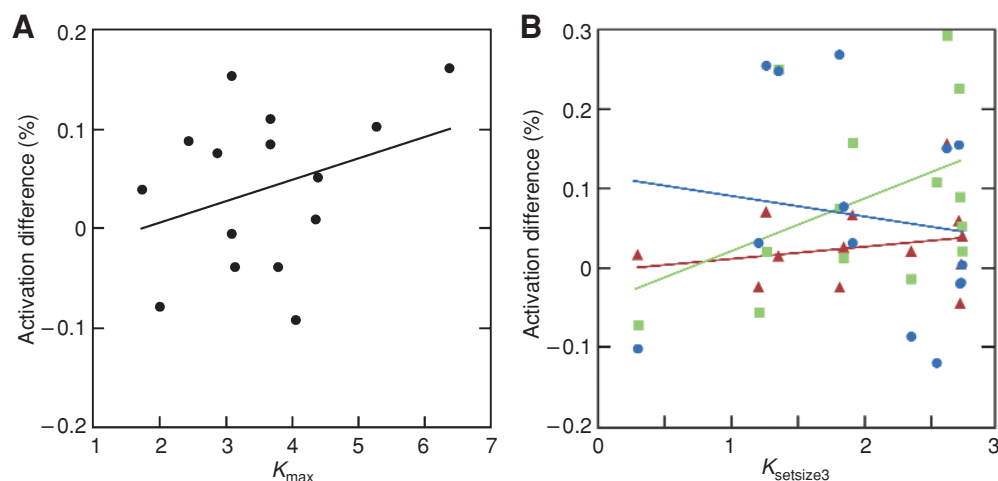 A
Activation difference (%)
0.2
0.1
0
−0.1
−0.2
1 2 3 4 5 6 7
Kmax
B
Activation difference (%)
0.3
0.2
0.1
0
−0.1
−0.2
0 1 2 3
Ksetsize3